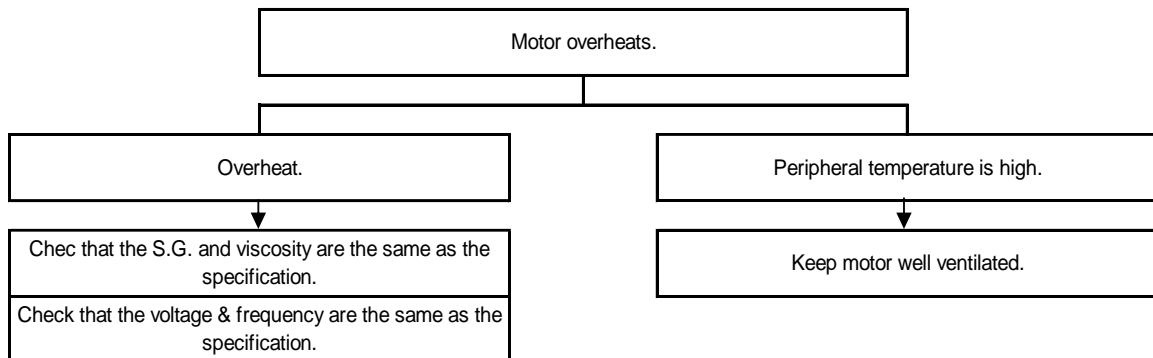 Motor overheats.
Overheat.
Peripheral temperature is high.
Chec that the S.G. and viscosity are the same as the
specification.
Keep motor well ventilated.
Check that the voltage & frequency are the same as the
specification.